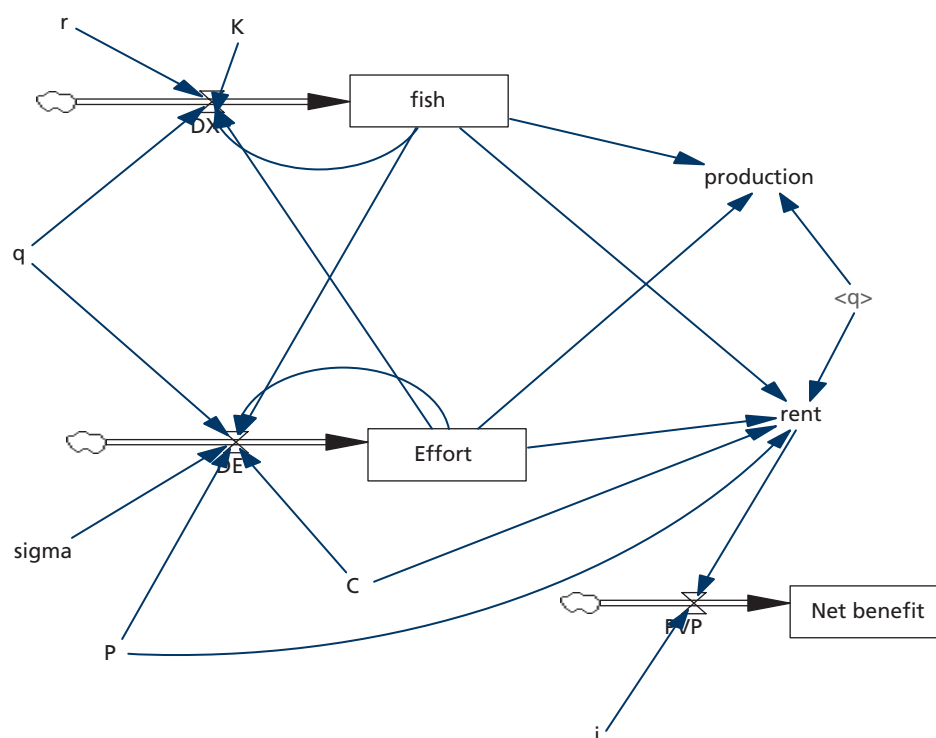 r
K
fish
DX
production
q
<q>
rent
Effort
DE
sigma
C
Net benefit
PVP
P
i